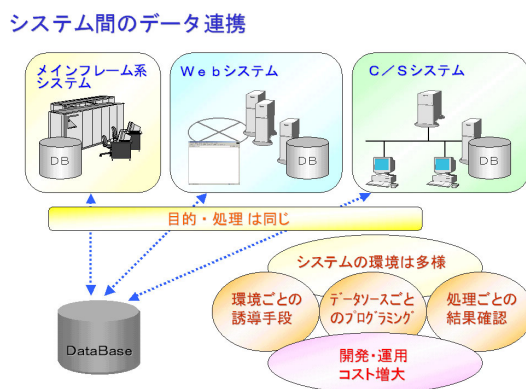 システム間のデータ連携
メインフレーム系
システム
DB
Ｗｅｂシステム
DB
Ｃ／Ｓシステム
DB
目的・処理は同じ
DataBase
システムの環境は多様
環境ごとの
誘導手段
ﾃﾞｰﾀｿｰｽごと
のﾌﾟﾛｸﾞﾗﾐﾝｸﾞ
処理ごとの
結果確認
開発・運用
コスト増大